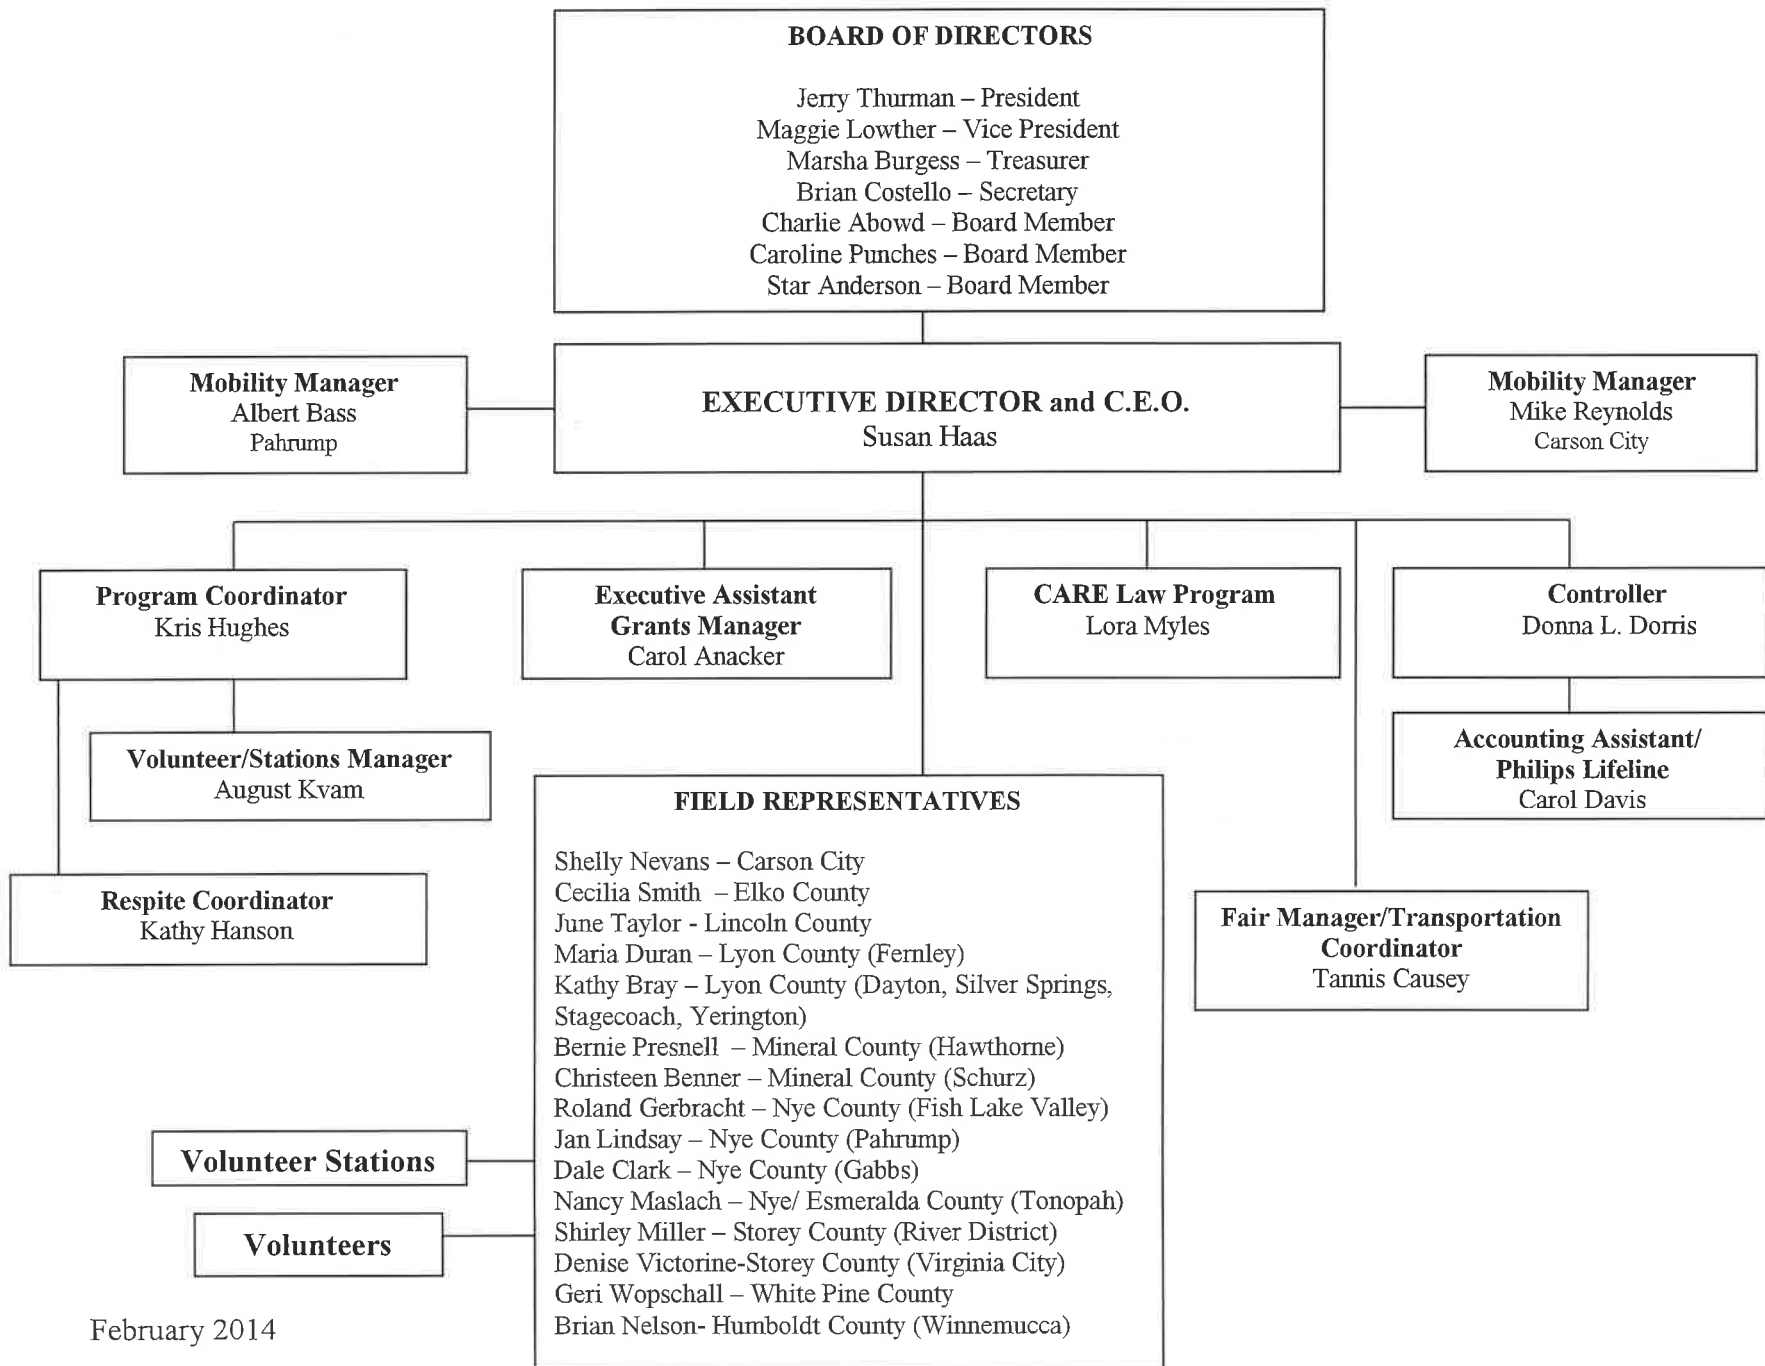 BOARD OF DIRECTORS
Jerry Thurman – President
Maggie Lowther – Vice President
Marsha Burgess – Treasurer
Brian Costello – Secretary
Charlie Abowd – Board Member
Caroline Punches – Board Member
Star Anderson – Board Member
Mobility Manager
Albert Bass
Pahrump
EXECUTIVE DIRECTOR and C.E.O.
Susan Haas
Mobility Manager
Mike Reynolds
Carson City
Program Coordinator
Kris Hughes
Executive Assistant
Grants Manager
Carol Anacker
CARE Law Program
Lora Myles
Controller
Donna L. Dorris
Volunteer/Stations Manager
August Kvam
Accounting Assistant/
Philips Lifeline
Carol Davis
Respite Coordinator
Kathy Hanson
Fair Manager/Transportation
Coordinator
Tannis Causey
FIELD REPRESENTATIVES
Shelly Nevans – Carson City
Cecilia Smith – Elko County
June Taylor - Lincoln County
Maria Duran – Lyon County (Fernley)
Kathy Bray – Lyon County (Dayton, Silver Springs,
Stagecoach, Yerington)
Bernie Presnell – Mineral County (Hawthorne)
Christeen Benner – Mineral County (Schurz)
Roland Gerbracht – Nye County (Fish Lake Valley)
Jan Lindsay – Nye County (Pahrump)
Dale Clark – Nye County (Gabbs)
Nancy Maslach – Nye/ Esmeralda County (Tonopah)
Shirley Miller – Storey County (River District)
Denise Victorine-Storey County (Virginia City)
Geri Wopschall – White Pine County
Brian Nelson- Humboldt County (Winnemucca)
Volunteer Stations
Volunteers
February 2014